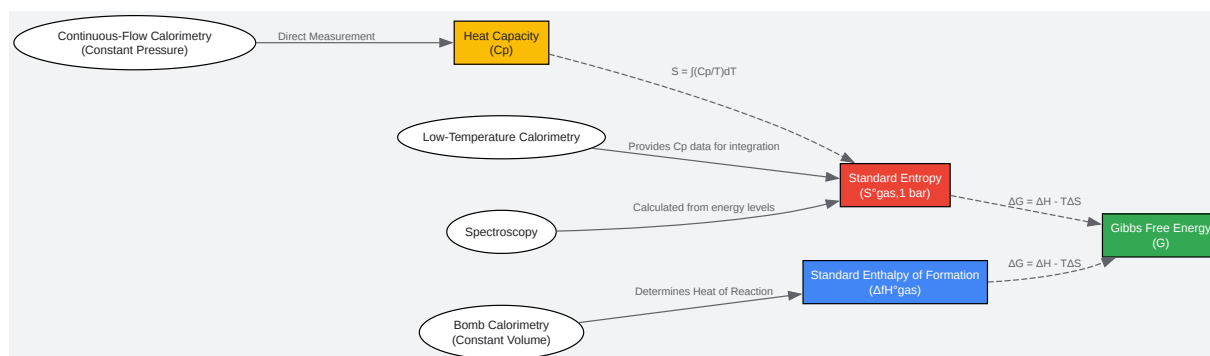 Continuous-Flow Calorimetry
(Constant Pressure)
Direct Measurement
Heat Capacity
(Cp)
S = ∫(Cp/T)dT
Low-Temperature Calorimetry
Provides Cp data for integration
Standard Entropy
(S°gas,1 bar)
Calculated from energy levels
ΔG = ΔH - TΔS
Spectroscopy
Gibbs Free Energy
(G)
ΔG = ΔH - TΔS
Standard Enthalpy of Formation
(ΔfH°gas)
Determines Heat of Reaction
Bomb Calorimetry
(Constant Volume)